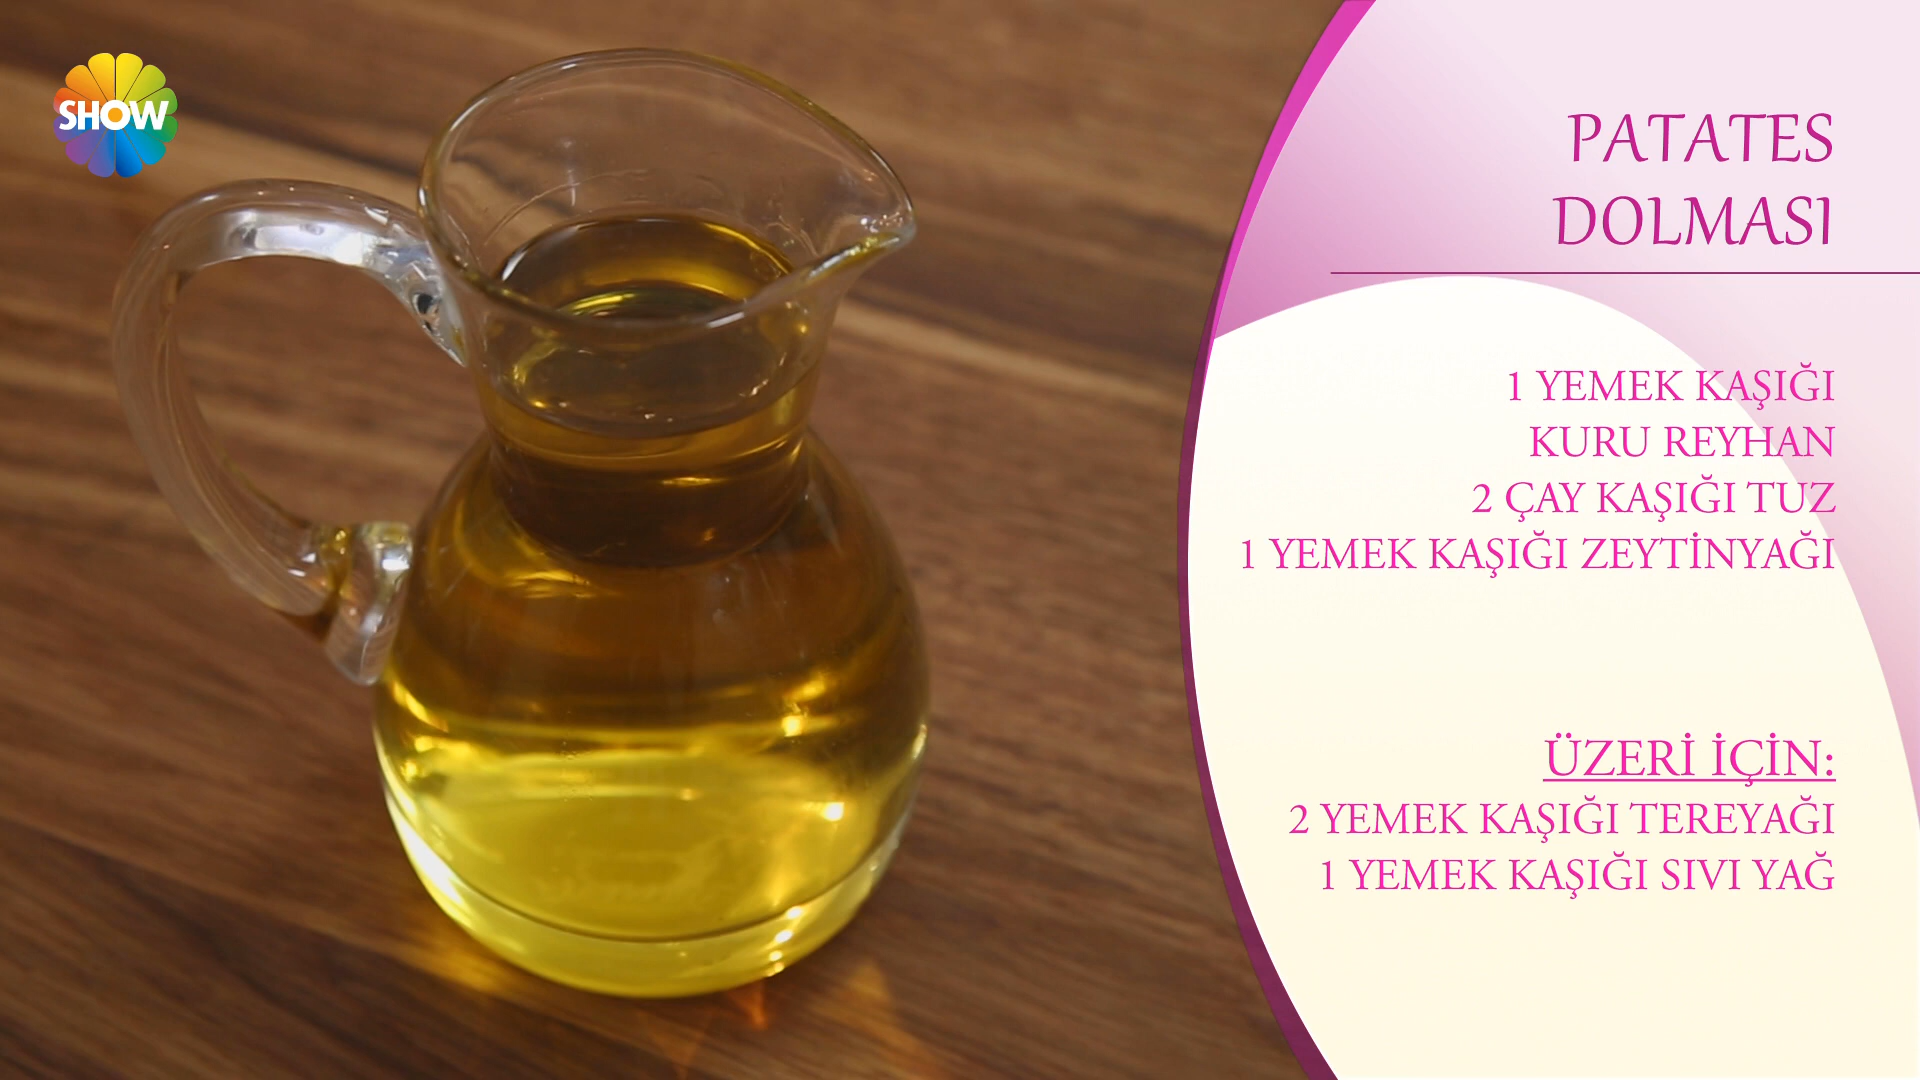 SHOW
PATATES
DOLMASI
1 YEMEK KAŞIĞI
KURU REYHAN
2 ÇAY KAŞIĞI TUZ
1 YEMEK KAŞIĞI ZEYTİNYAĞI
ÜZERİ İÇİN:
2 YEMEK KAŞIĞI TEREYAĞI
1 YEMEK KAŞIĞI SIVI YAĞ